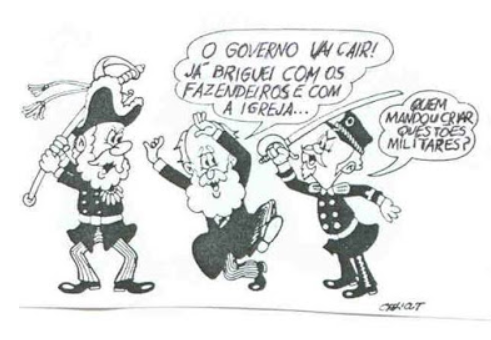 O GOVERNO VAI CAIR!
JÁ BRIGUEI COM OS
FAZENDEIROS E COM
A IGREJA...
QUEM
MANDOU CRIAR
QUESTÕES
MILITARES?